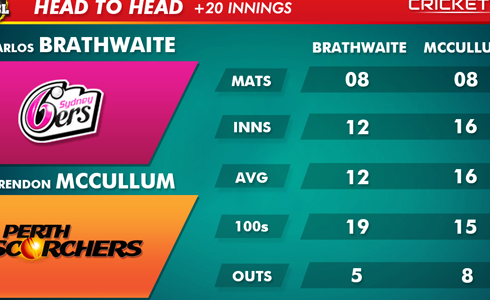 BL HEAD TO HEAD +20 INNINGS CRICKET
ARLOS BRATHWAITE
BRATHWAITE MCCULLU
Sydney
6ers
MATS 08 08
INNS 12 16
AVG 12 16
RENDON MCCULLUM
PERTH
SCORCHERS
100s 19 15
OUTS 5 8